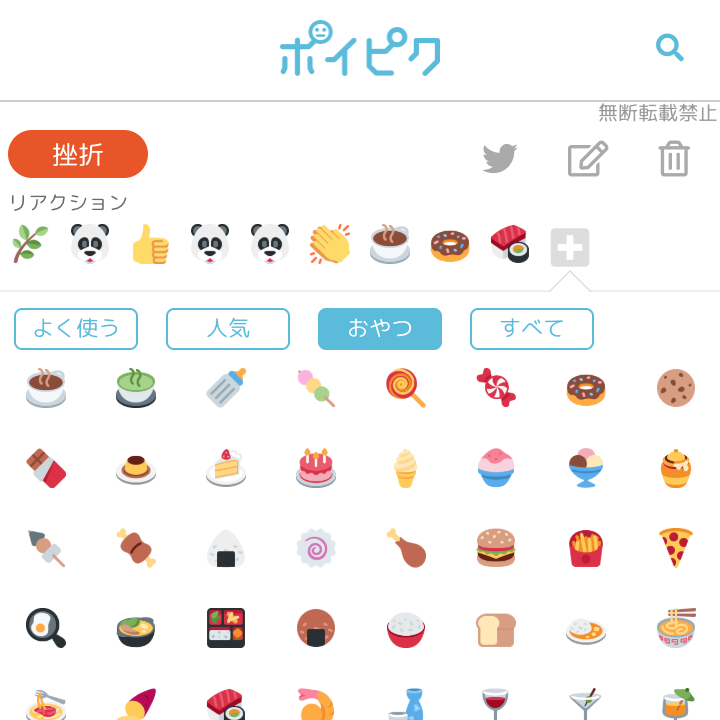 ポイピク
無断転載禁止
挫折
リアクション
よく使う 人気 おやつ すべて